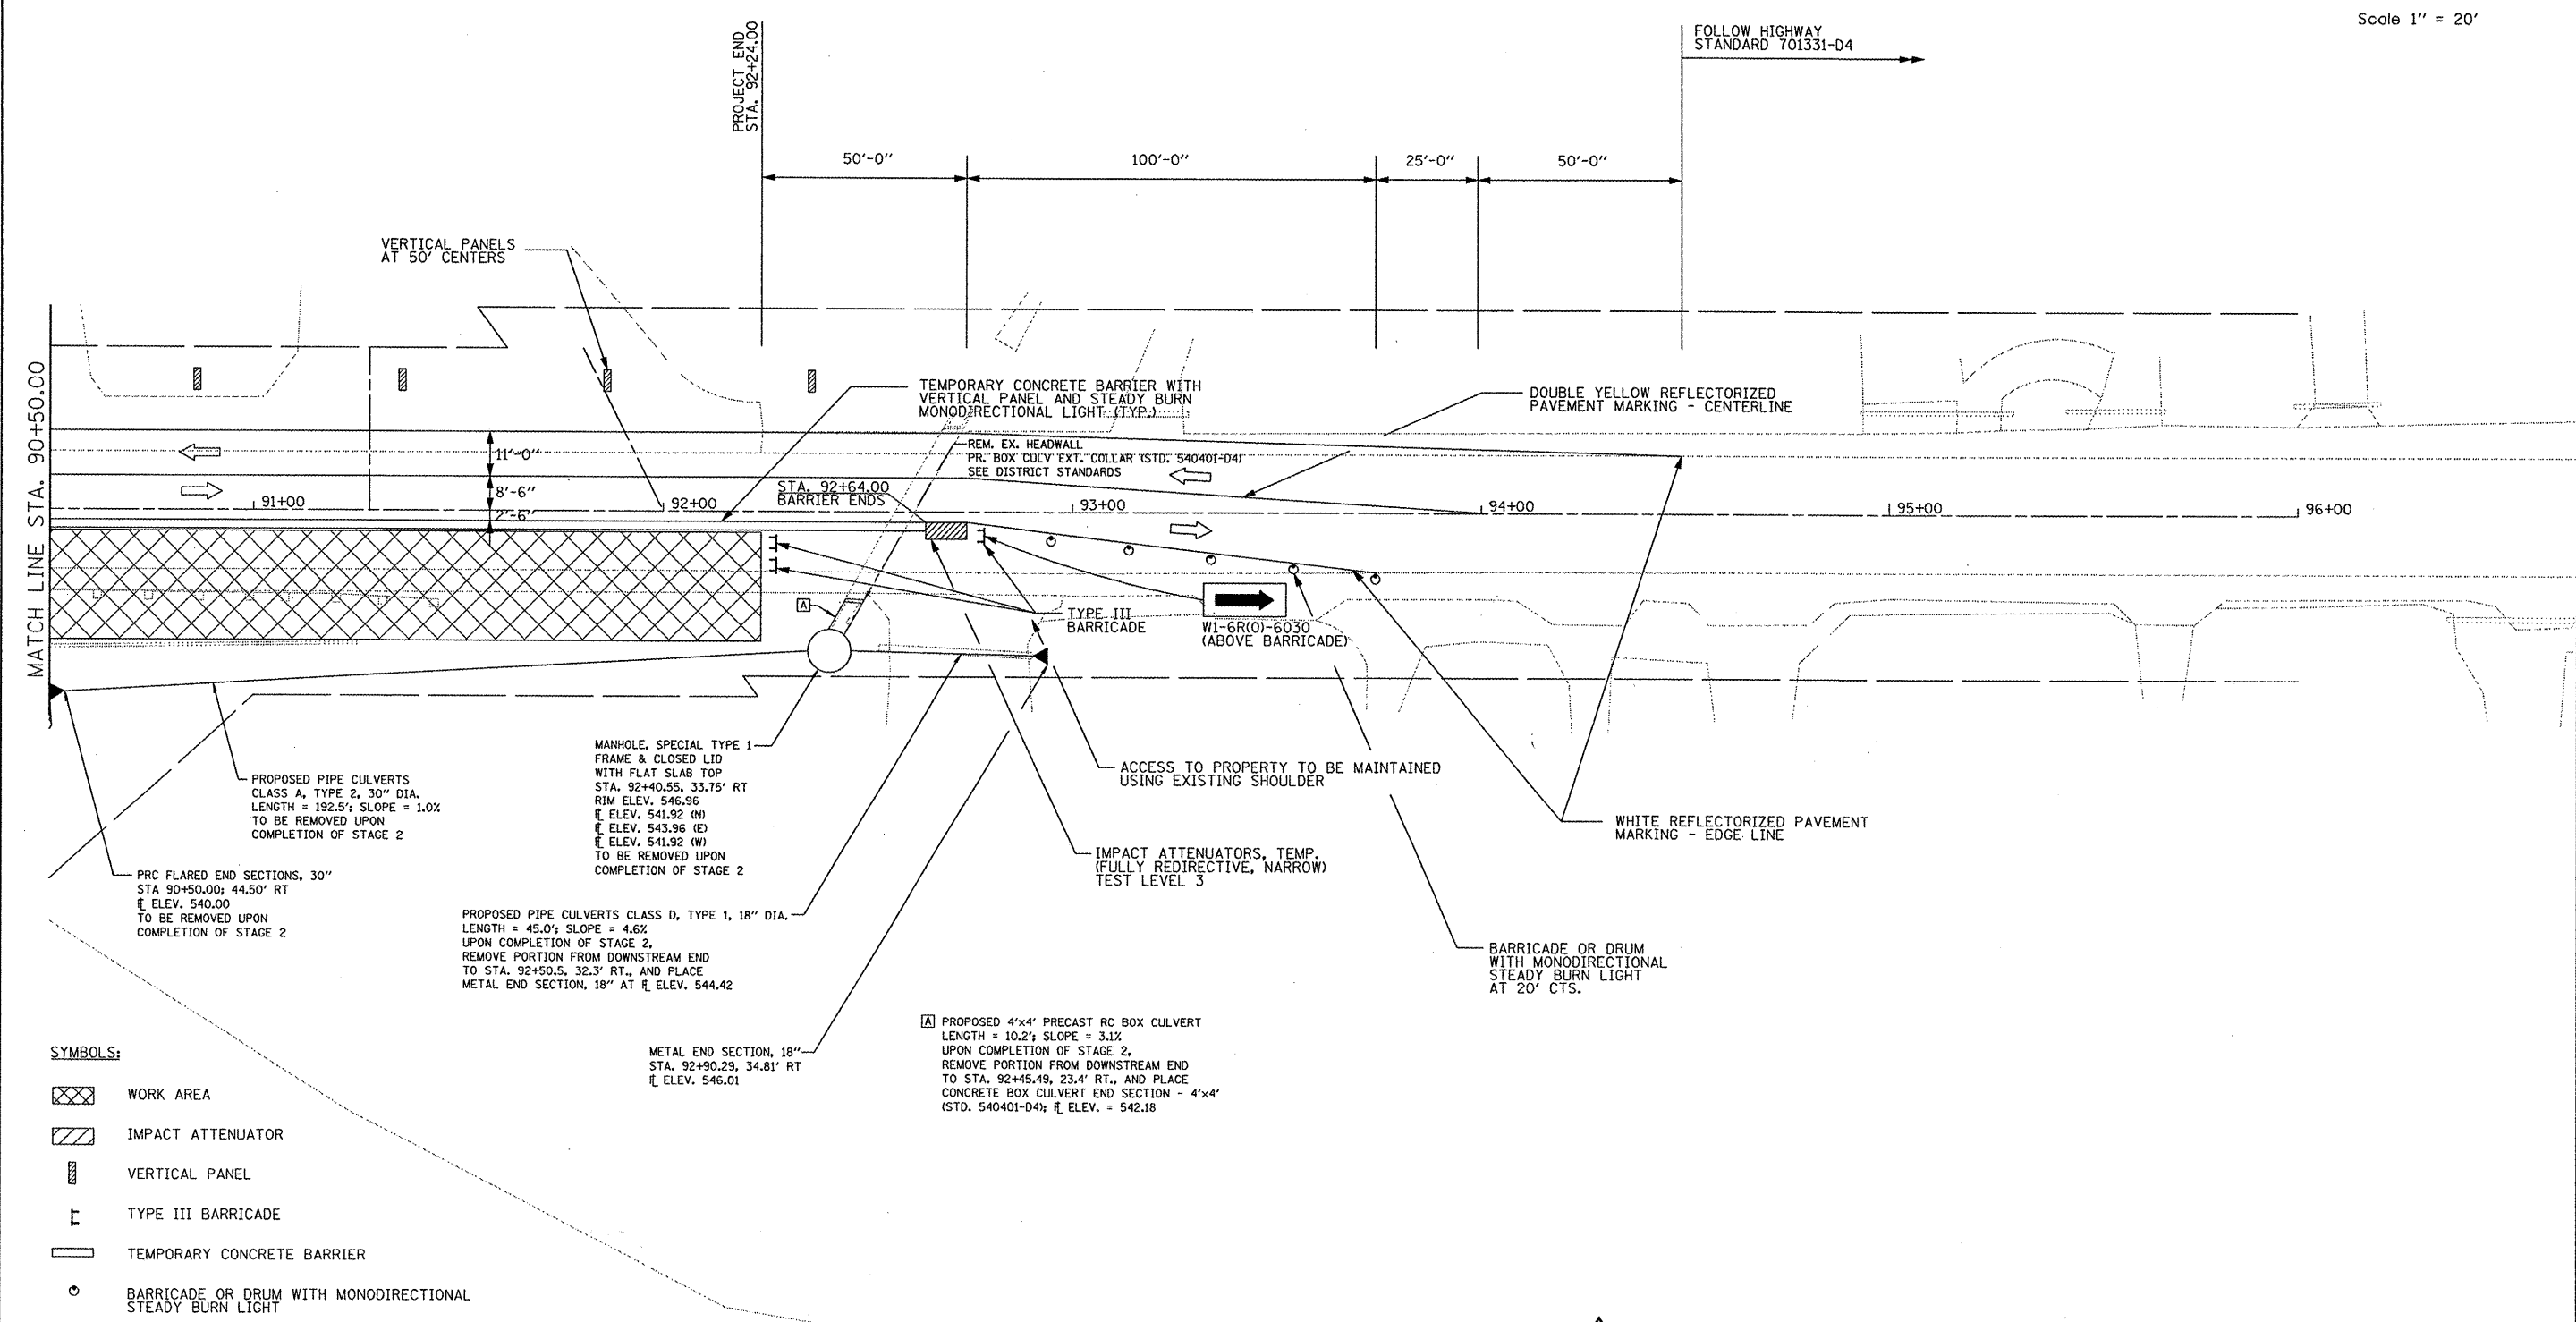 Scale 1" = 20'
PROJECT END
STA. 92+24.00
FOLLOW HIGHWAY
STANDARD 701331-D4
50'-0"
100'-0"
25'-0"
50'-0"
VERTICAL PANELS
AT 50' CENTERS
MATCH LINE STA. 90+50.00
TEMPORARY CONCRETE BARRIER WITH
VERTICAL PANEL AND STEADY BURN
MONODIRECTIONAL LIGHT (TYP.)
DOUBLE YELLOW REFLECTORIZED
PAVEMENT MARKING - CENTERLINE
11'-0"
8'-6"
2'-6"
REM. EX. HEADWALL
PR. BOX CULV EXT. COLLAR (STD. 540401-D4)
SEE DISTRICT STANDARDS
STA. 92+64.00
BARRIER ENDS
91+00
92+00
93+00
94+00
95+00
96+00
A
TYPE III
BARRICADE
W1-6R(O)-6030
(ABOVE BARRICADE)
PROPOSED PIPE CULVERTS
CLASS A, TYPE 2, 30" DIA.
LENGTH = 192.5'; SLOPE = 1.0%
TO BE REMOVED UPON
COMPLETION OF STAGE 2
PRC FLARED END SECTIONS, 30"
STA 90+50.00; 44.50' RT
FL ELEV. 540.00
TO BE REMOVED UPON
COMPLETION OF STAGE 2
MANHOLE, SPECIAL TYPE 1
FRAME & CLOSED LID
WITH FLAT SLAB TOP
STA. 92+40.55, 33.75' RT
RIM ELEV. 546.96
FL ELEV. 541.92 (N)
FL ELEV. 543.96 (E)
FL ELEV. 541.92 (W)
TO BE REMOVED UPON
COMPLETION OF STAGE 2
PROPOSED PIPE CULVERTS CLASS D, TYPE 1, 18" DIA.
LENGTH = 45.0'; SLOPE = 4.6%
UPON COMPLETION OF STAGE 2,
REMOVE PORTION FROM DOWNSTREAM END
TO STA. 92+50.5, 32.3' RT., AND PLACE
METAL END SECTION, 18" AT FL ELEV. 544.42
METAL END SECTION, 18"
STA. 92+90.29, 34.81' RT
FL ELEV. 546.01
A PROPOSED 4'x4' PRECAST RC BOX CULVERT
LENGTH = 10.2'; SLOPE = 3.1%
UPON COMPLETION OF STAGE 2,
REMOVE PORTION FROM DOWNSTREAM END
TO STA. 92+45.49, 23.4' RT., AND PLACE
CONCRETE BOX CULVERT END SECTION - 4'x4'
(STD. 540401-D4); FL ELEV. = 542.18
ACCESS TO PROPERTY TO BE MAINTAINED
USING EXISTING SHOULDER
IMPACT ATTENUATORS, TEMP.
(FULLY REDIRECTIVE, NARROW)
TEST LEVEL 3
WHITE REFLECTORIZED PAVEMENT
MARKING - EDGE LINE
BARRICADE OR DRUM
WITH MONODIRECTIONAL
STEADY BURN LIGHT
AT 20' CTS.
SYMBOLS:
WORK AREA
IMPACT ATTENUATOR
VERTICAL PANEL
TYPE III BARRICADE
TEMPORARY CONCRETE BARRIER
BARRICADE OR DRUM WITH MONODIRECTIONAL
STEADY BURN LIGHT